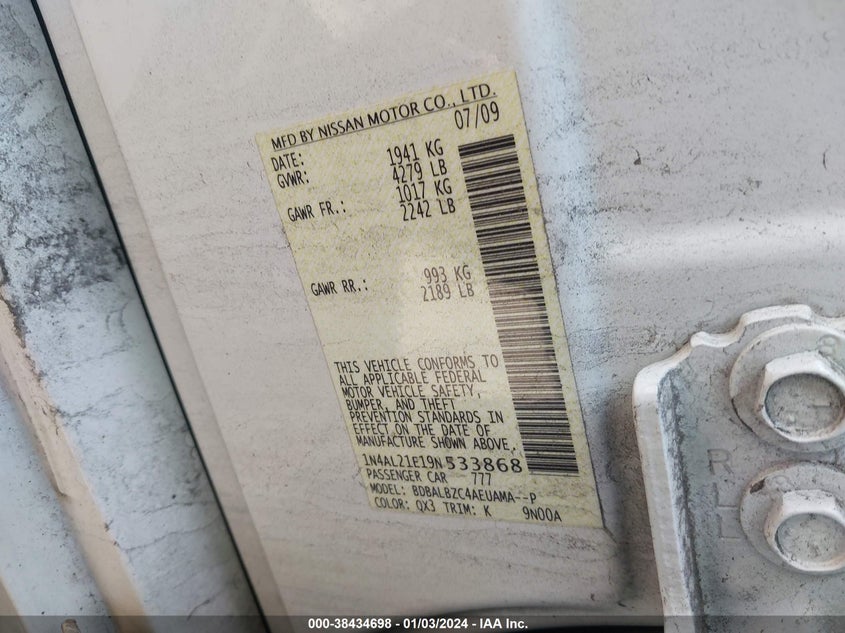 MFD BY NISSAN MOTOR CO., LTD.
DATE: 07/09
GVWR: 1941 KG
4279 LB
GAWR FR.: 1017 KG
2242 LB
GAWR RR.: 993 KG
2189 LB
THIS VEHICLE CONFORMS TO
ALL APPLICABLE FEDERAL
MOTOR VEHICLE SAFETY,
BUMPER, AND THEFT
PREVENTION STANDARDS IN
EFFECT ON THE DATE OF
MANUFACTURE SHOWN ABOVE.
1N4AL21E19N533868
PASSENGER CAR 777
MODEL: BDBALBZC4AEUAMA--P
COLOR: QX3 TRIM: K 9N00A
R
L
L
000-38434698 - 01/03/2024 - IAA Inc.